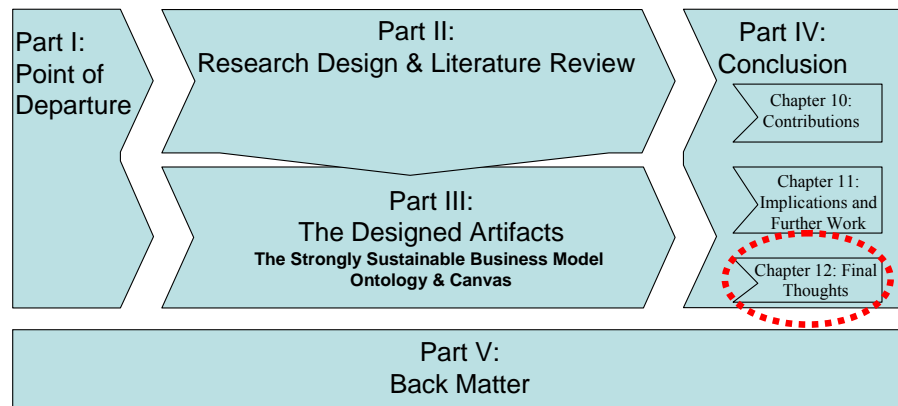 Part I:
Point of
Departure
Part II:
Research Design & Literature Review
Part III:
The Designed Artifacts
The Strongly Sustainable Business Model
Ontology & Canvas
Part IV:
Conclusion
Chapter 10:
Contributions
Chapter 11:
Implications and
Further Work
Chapter 12: Final
Thoughts
Part V:
Back Matter